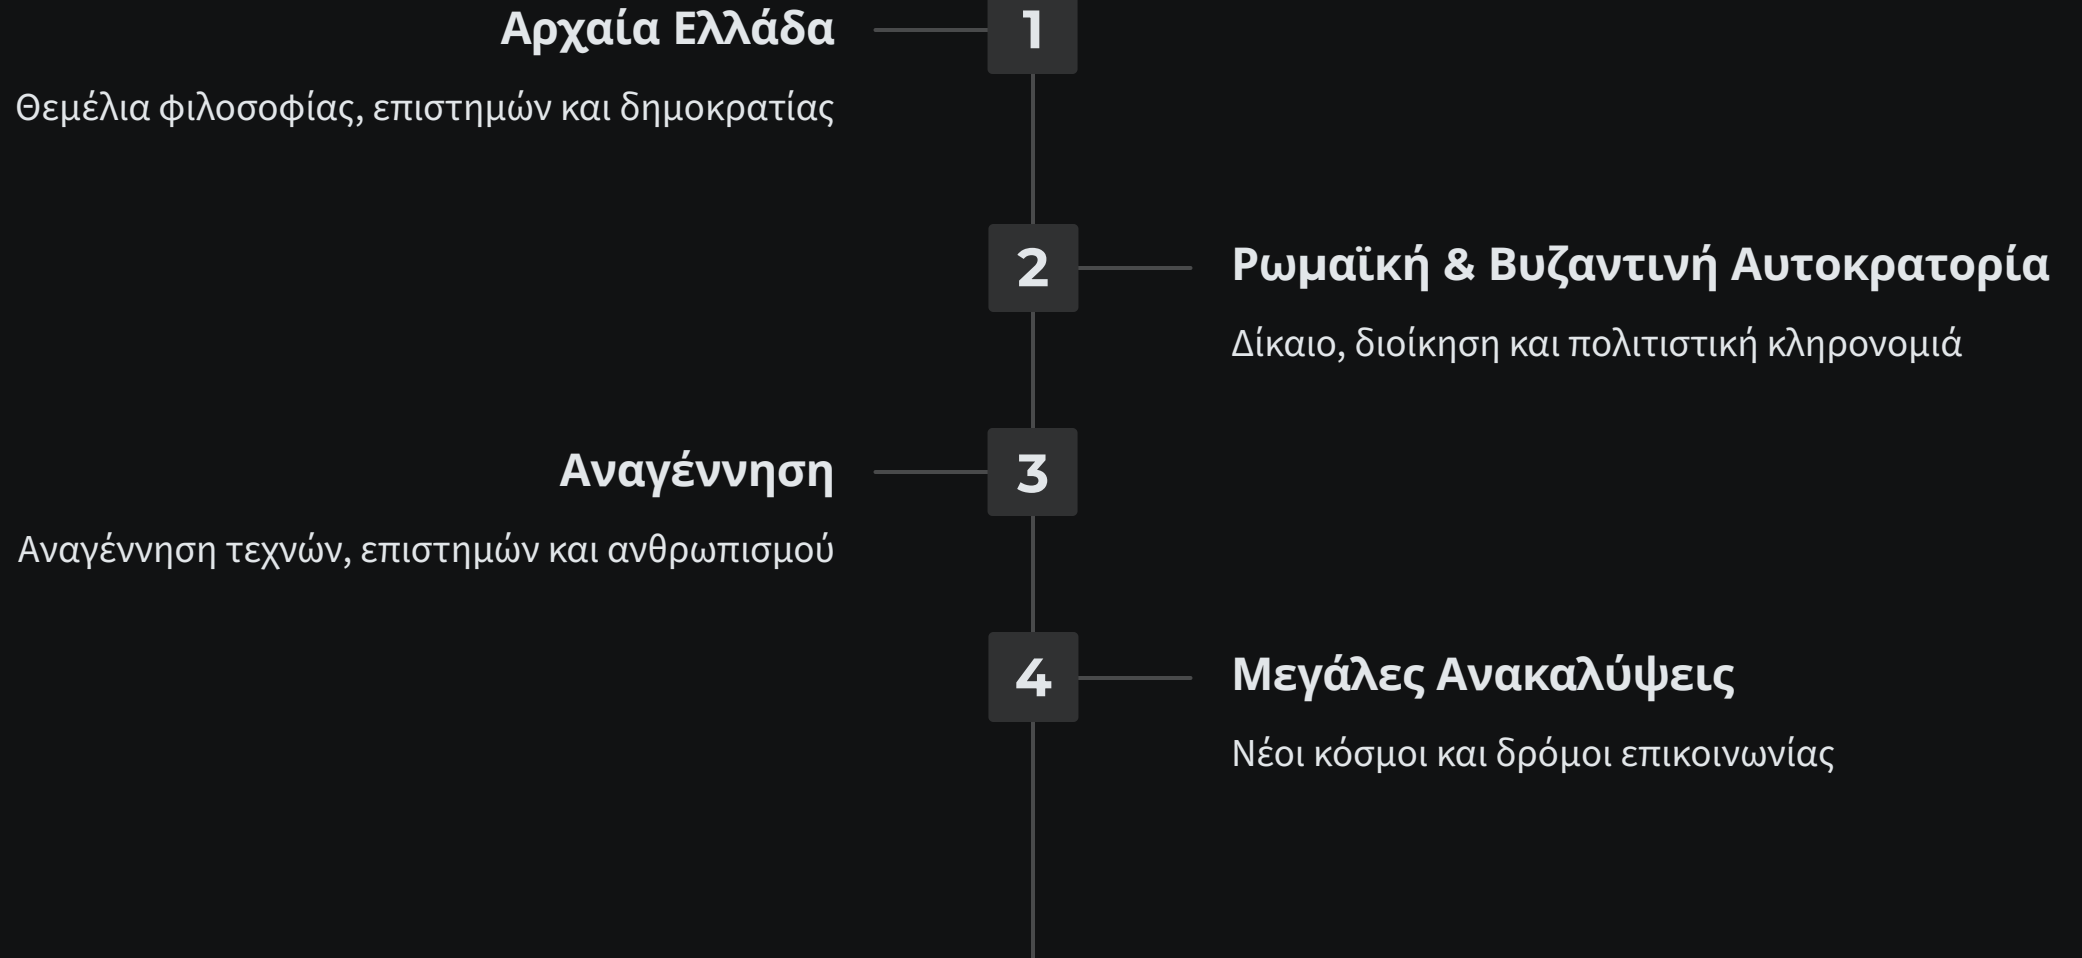 Αρχαία Ελλάδα
1
Θεμέλια φιλοσοφίας, επιστημών και δημοκρατίας
2
Ρωμαϊκή & Βυζαντινή Αυτοκρατορία
Δίκαιο, διοίκηση και πολιτιστική κληρονομιά
Αναγέννηση
3
Αναγέννηση τεχνών, επιστημών και ανθρωπισμού
4
Μεγάλες Ανακαλύψεις
Νέοι κόσμοι και δρόμοι επικοινωνίας